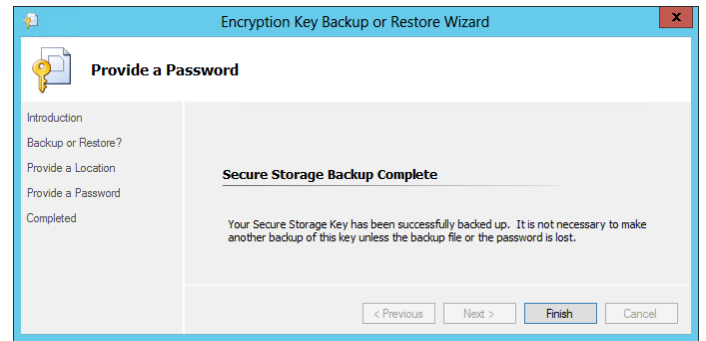 Encryption Key Backup or Restore Wizard
x
Provide a Password
Introduction
Backup or Restore?
Provide a Location
Provide a Password
Completed
Secure Storage Backup Complete
Your Secure Storage Key has been successfully backed up. It is not necessary to make
another backup of this key unless the backup file or the password is lost.
< Previous Next > Finish Cancel